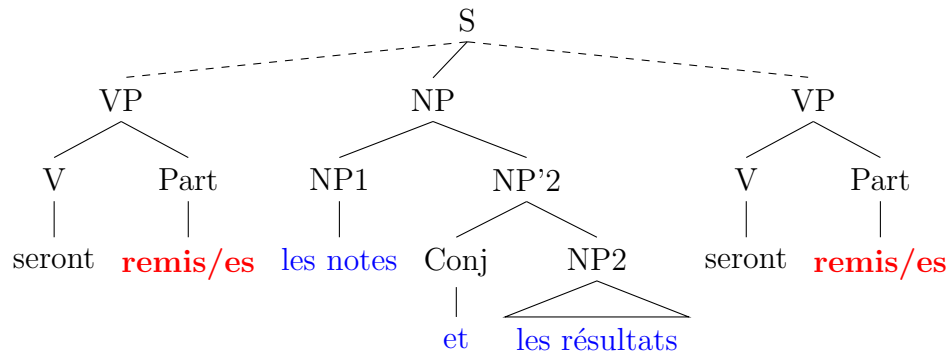 S
VP NP VP
V Part NP1 NP'2 V Part
seront remis/es les notes Conj NP2 seront remis/es
et les résultats